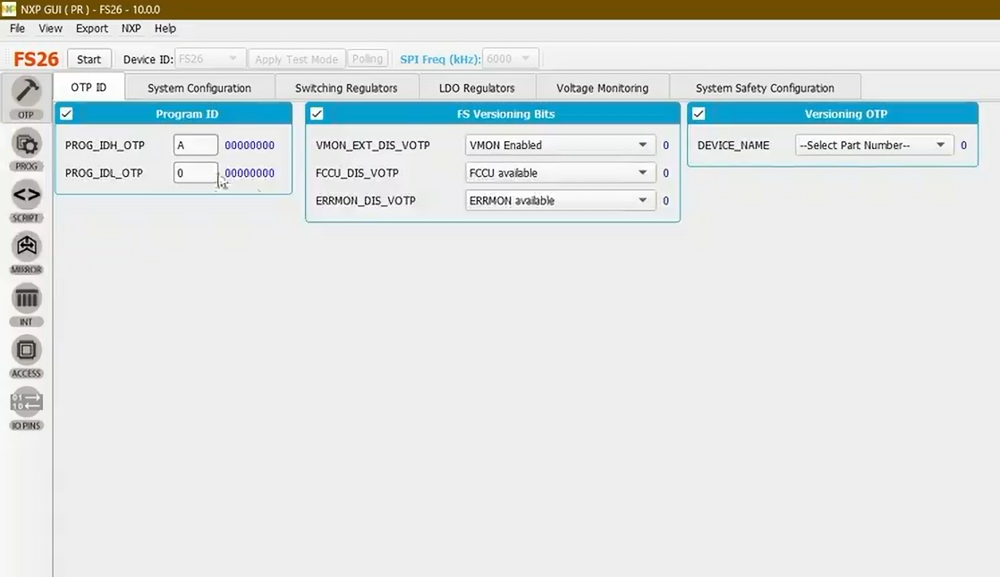 NXP GUI ( PR ) - FS26 - 10.0.0
File View Export NXP Help
FS26 Start Device ID: FS26 Apply Test Mode Polling SPI Freq (kHz): 6000
OTP ID System Configuration Switching Regulators LDO Regulators Voltage Monitoring System Safety Configuration
OTP
PROG
SCRIPT
MIRROR
INT
ACCESS
IO PINS
Program ID
PROG_IDH_OTP A 00000000
PROG_IDL_OTP 0 00000000
FS Versioning Bits
VMON_EXT_DIS_VOTP VMON Enabled 0
FCCU_DIS_VOTP FCCU available 0
ERRMON_DIS_VOTP ERRMON available 0
Versioning OTP
DEVICE_NAME --Select Part Number-- 0